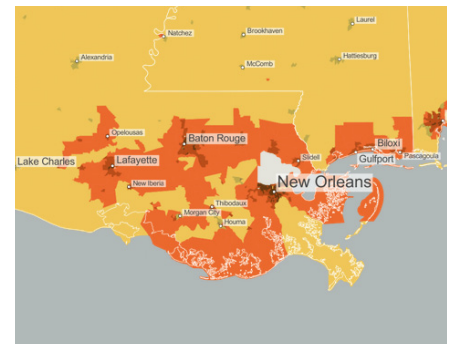 Laurel
Natchez
Brookhaven
Alexandria
Hattiesburg
McComb
Opelousas
Baton Rouge
Biloxi
Lake Charles
Lafayette
Slidell
Gulfport
Pascagoula
New Iberia
New Orleans
Thibodaux
Morgan City
Houma